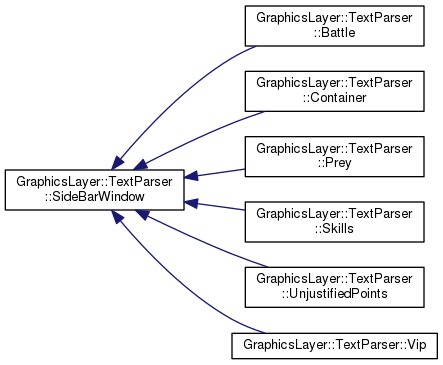 GraphicsLayer::TextParser
::Battle
GraphicsLayer::TextParser
::Container
GraphicsLayer::TextParser
::Prey
GraphicsLayer::TextParser
::SideBarWindow
GraphicsLayer::TextParser
::Skills
GraphicsLayer::TextParser
::UnjustifiedPoints
GraphicsLayer::TextParser::Vip